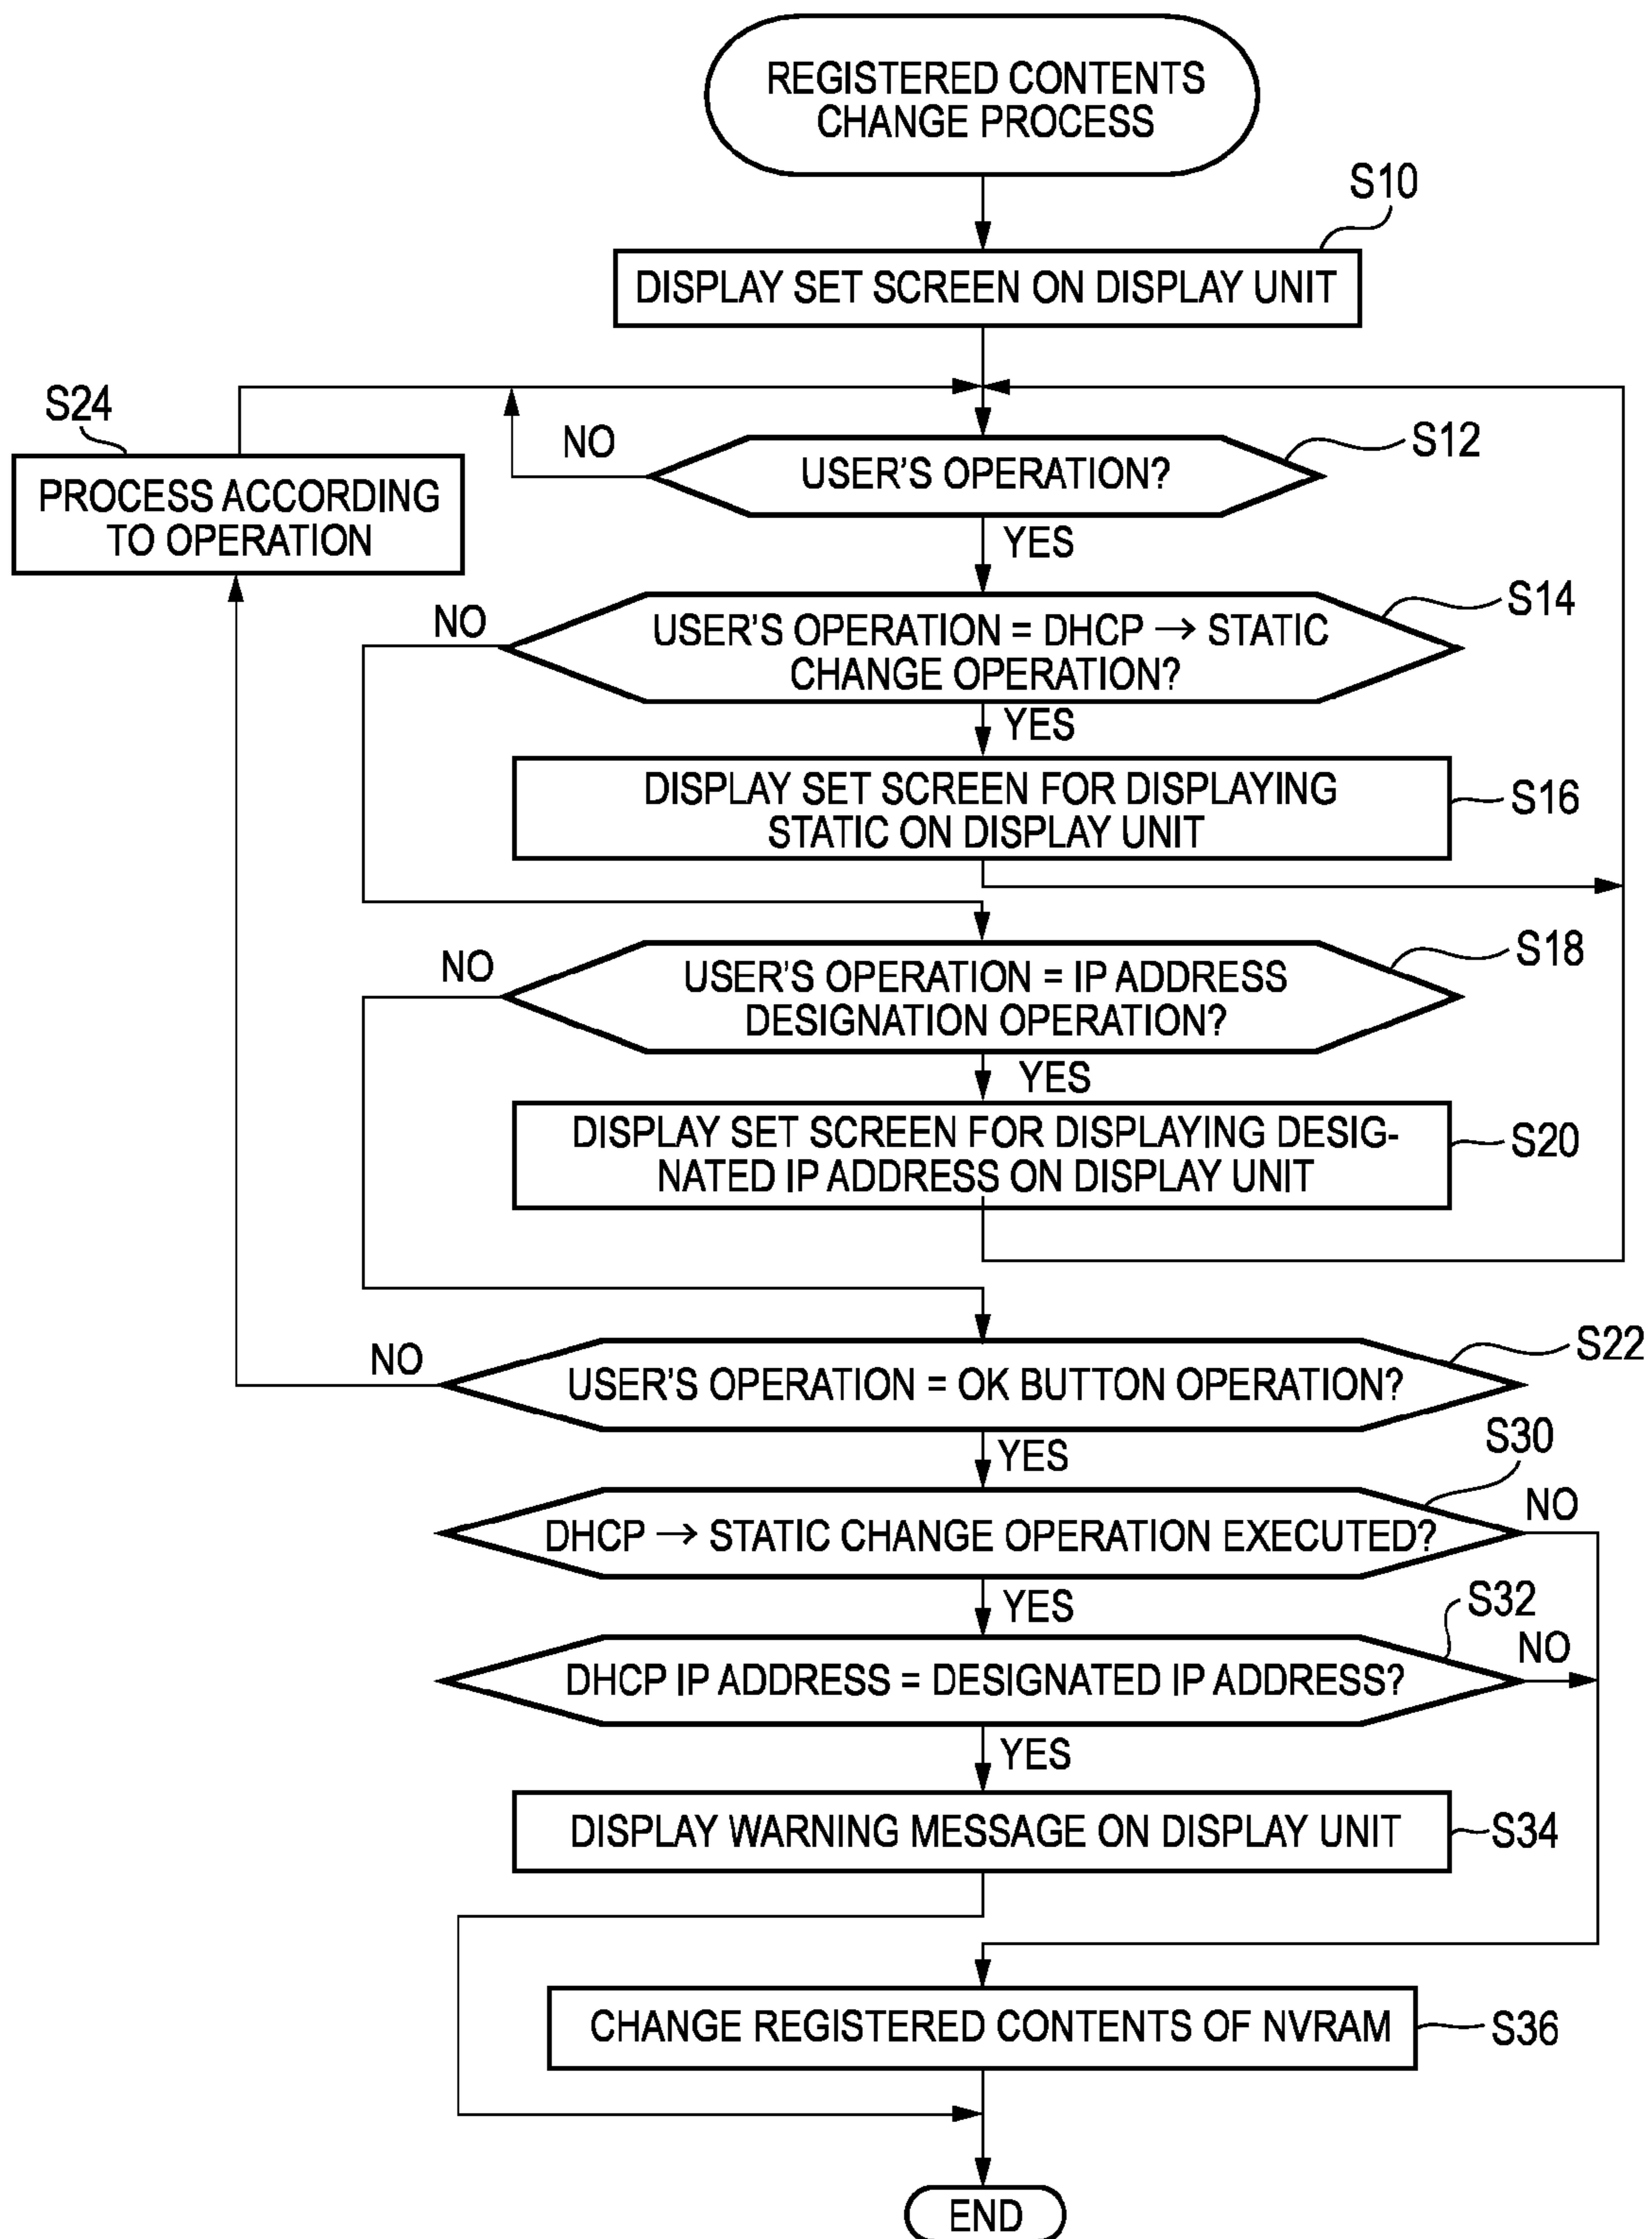 REGISTERED CONTENTS
CHANGE PROCESS
S10
DISPLAY SET SCREEN ON DISPLAY UNIT
S24
PROCESS ACCORDING
TO OPERATION
NO
USER'S OPERATION?
S12
YES
NO
USER'S OPERATION = DHCP → STATIC
CHANGE OPERATION?
S14
YES
DISPLAY SET SCREEN FOR DISPLAYING
STATIC ON DISPLAY UNIT
S16
NO
USER'S OPERATION = IP ADDRESS
DESIGNATION OPERATION?
S18
YES
DISPLAY SET SCREEN FOR DISPLAYING DESIG-
NATED IP ADDRESS ON DISPLAY UNIT
S20
NO
USER'S OPERATION = OK BUTTON OPERATION?
S22
YES
S30
DHCP → STATIC CHANGE OPERATION EXECUTED?
NO
YES
S32
DHCP IP ADDRESS = DESIGNATED IP ADDRESS?
NO
YES
DISPLAY WARNING MESSAGE ON DISPLAY UNIT
S34
CHANGE REGISTERED CONTENTS OF NVRAM
S36
END